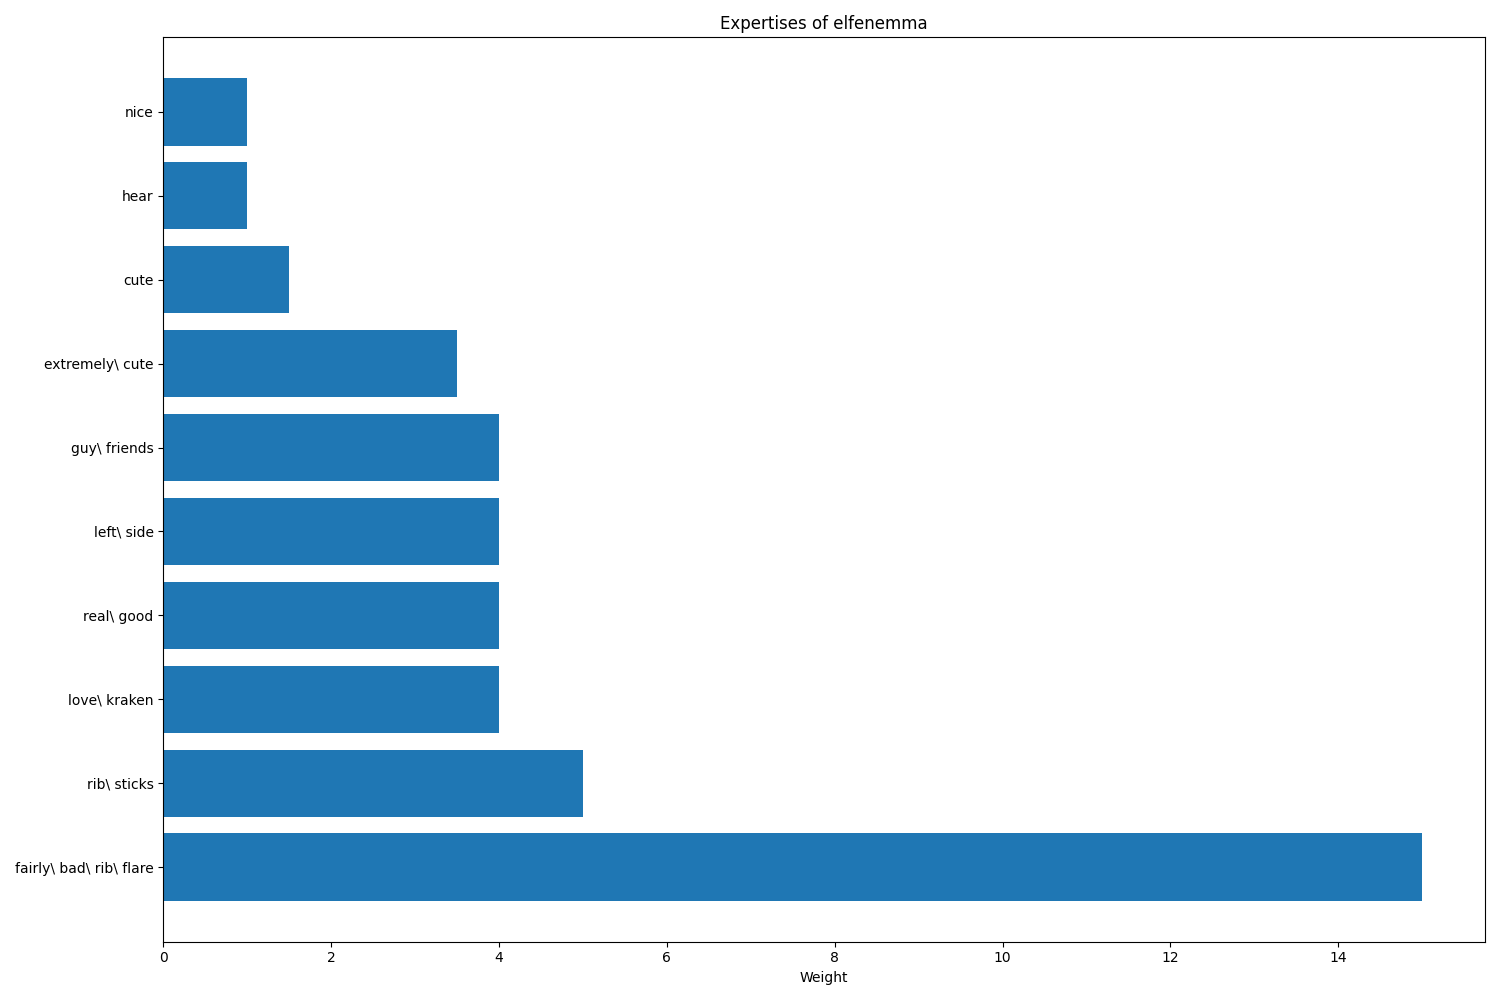 Expertises of elfenemma
nice
hear
cute
extremely\ cute
guy\ friends
left\ side
real\ good
love\ kraken
rib\ sticks
fairly\ bad\ rib\ flare
0 2 4 6 8 10 12 14
Weight